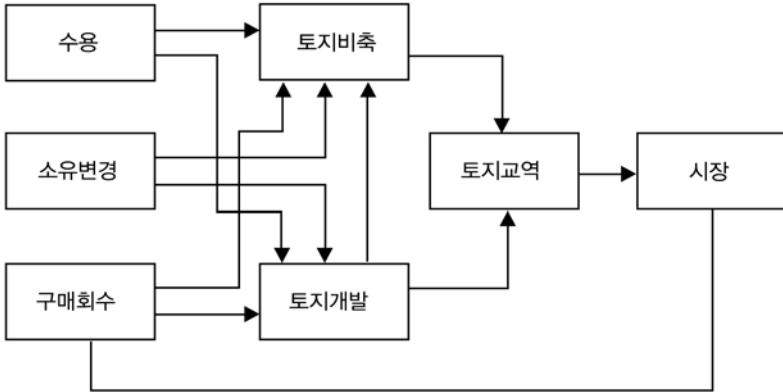 수용
토지비축
소유변경
토지교역
시장
구매회수
토지개발